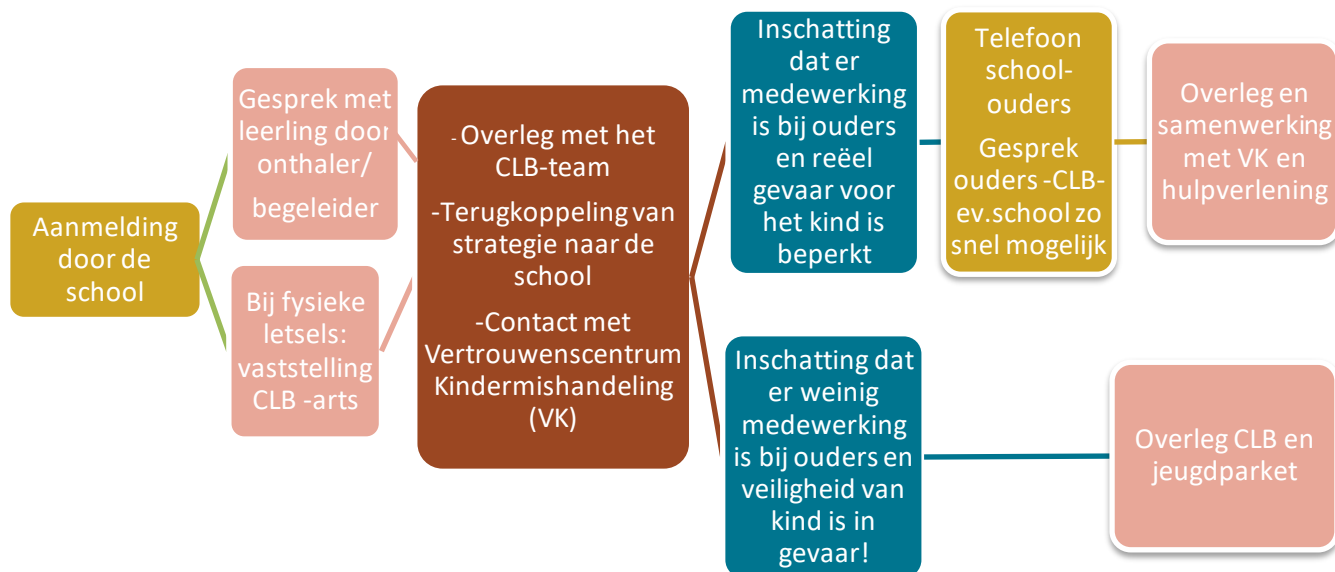 Aanmelding
door de
school
Gesprek met
leerling door
onthaler/
begeleider
Bij fysieke
letsels:
vaststelling
CLB -arts
- Overleg met het
CLB-team
-Terugkoppeling van
strategie naar de
school
-Contact met
Vertrouwenscentrum
Kindermishandeling
(VK)
Inschatting
dat er
medewerking
is bij ouders
en reëel
gevaar voor
het kind is
beperkt
Telefoon
school-
ouders
Gesprek
ouders -CLB-
ev.school zo
snel mogelijk
Overleg en
samenwerking
met VK en
hulpverlening
Inschatting dat
er weinig
medewerking
is bij ouders en
veiligheid van
kind is in
gevaar!
Overleg CLB en
jeugdparket